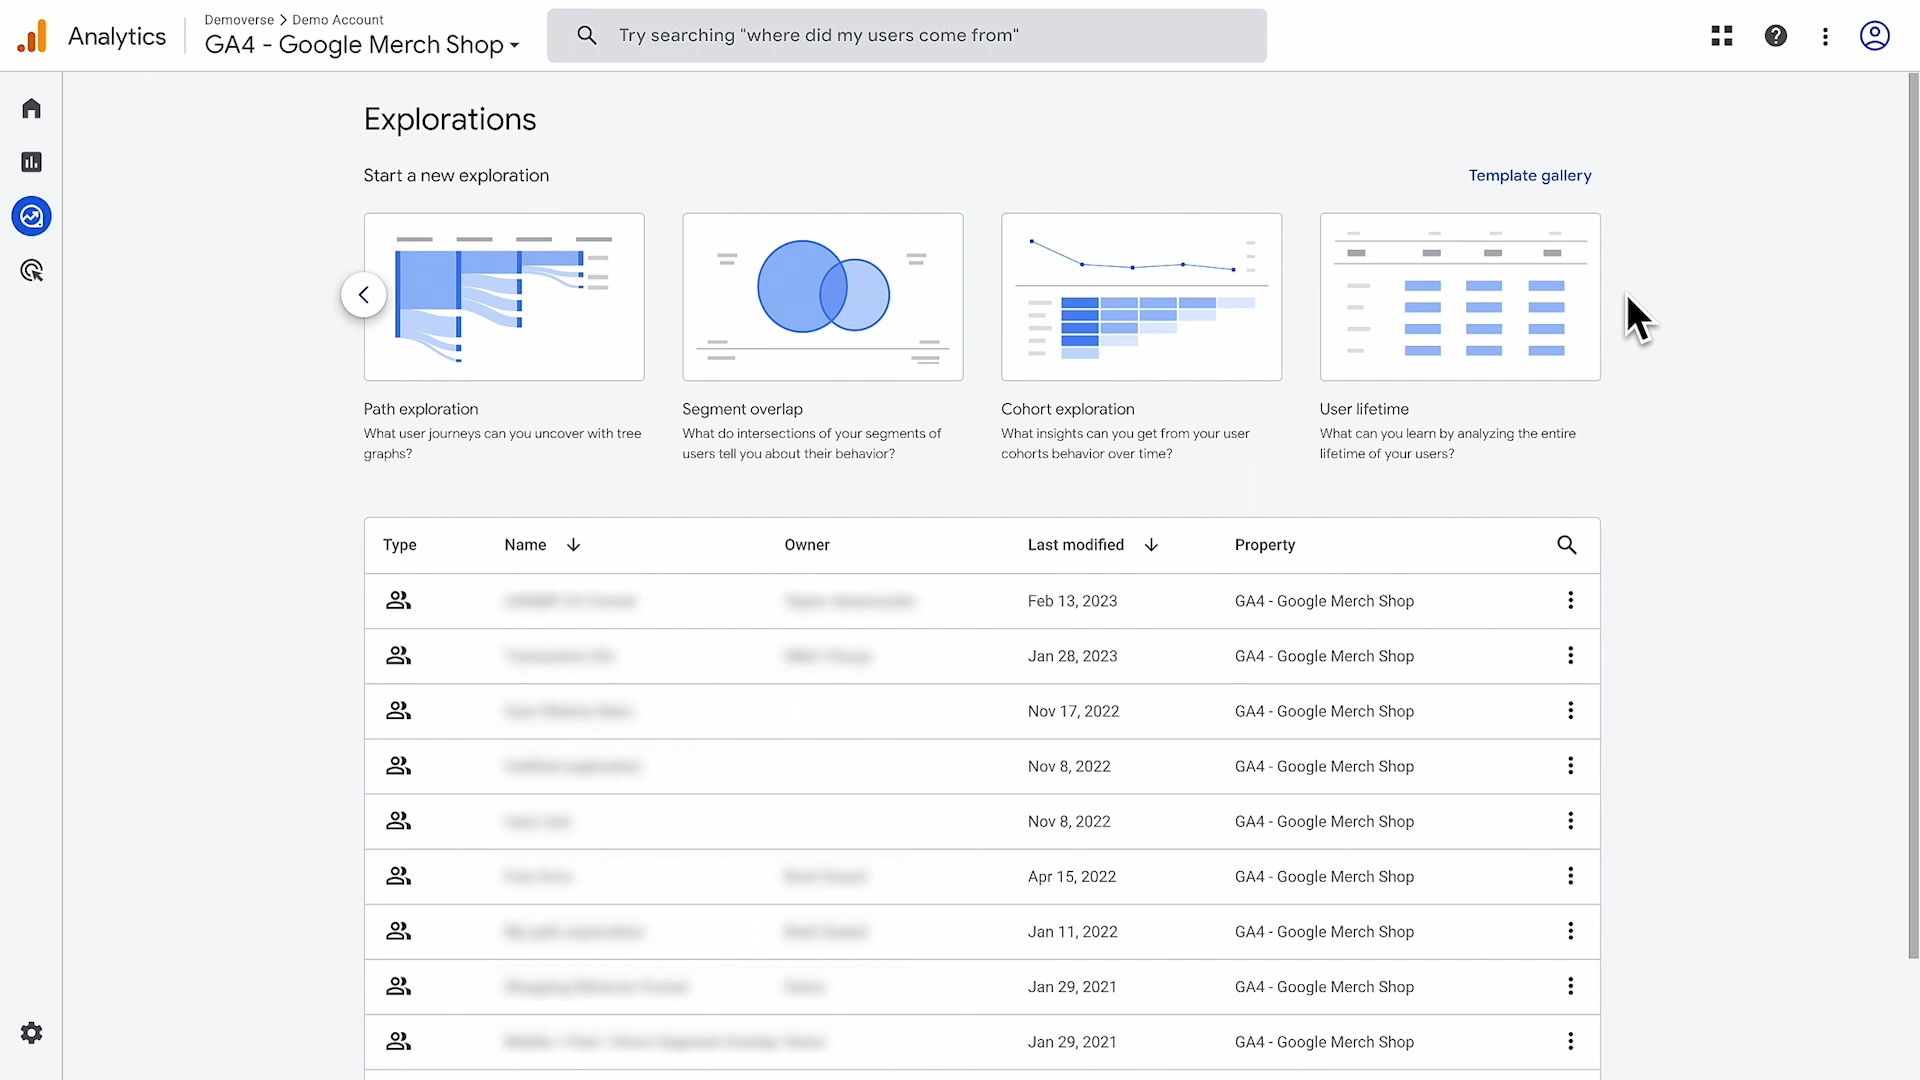 Analytics
Demoverse > Demo Account
GA4 - Google Merch Shop
Try searching "where did my users come from"
Explorations
Start a new exploration
Template gallery
Path exploration
What user journeys can you uncover with tree
graphs?
Segment overlap
What do intersections of your segments of
users tell you about their behavior?
Cohort exploration
What insights can you get from your user
cohorts behavior over time?
User lifetime
What can you learn by analyzing the entire
lifetime of your users?
Type Name Owner Last modified Property
Feb 13, 2023 GA4 - Google Merch Shop
Jan 28, 2023 GA4 - Google Merch Shop
Nov 17, 2022 GA4 - Google Merch Shop
Nov 8, 2022 GA4 - Google Merch Shop
Nov 8, 2022 GA4 - Google Merch Shop
Apr 15, 2022 GA4 - Google Merch Shop
Jan 11, 2022 GA4 - Google Merch Shop
Jan 29, 2021 GA4 - Google Merch Shop
Jan 29, 2021 GA4 - Google Merch Shop